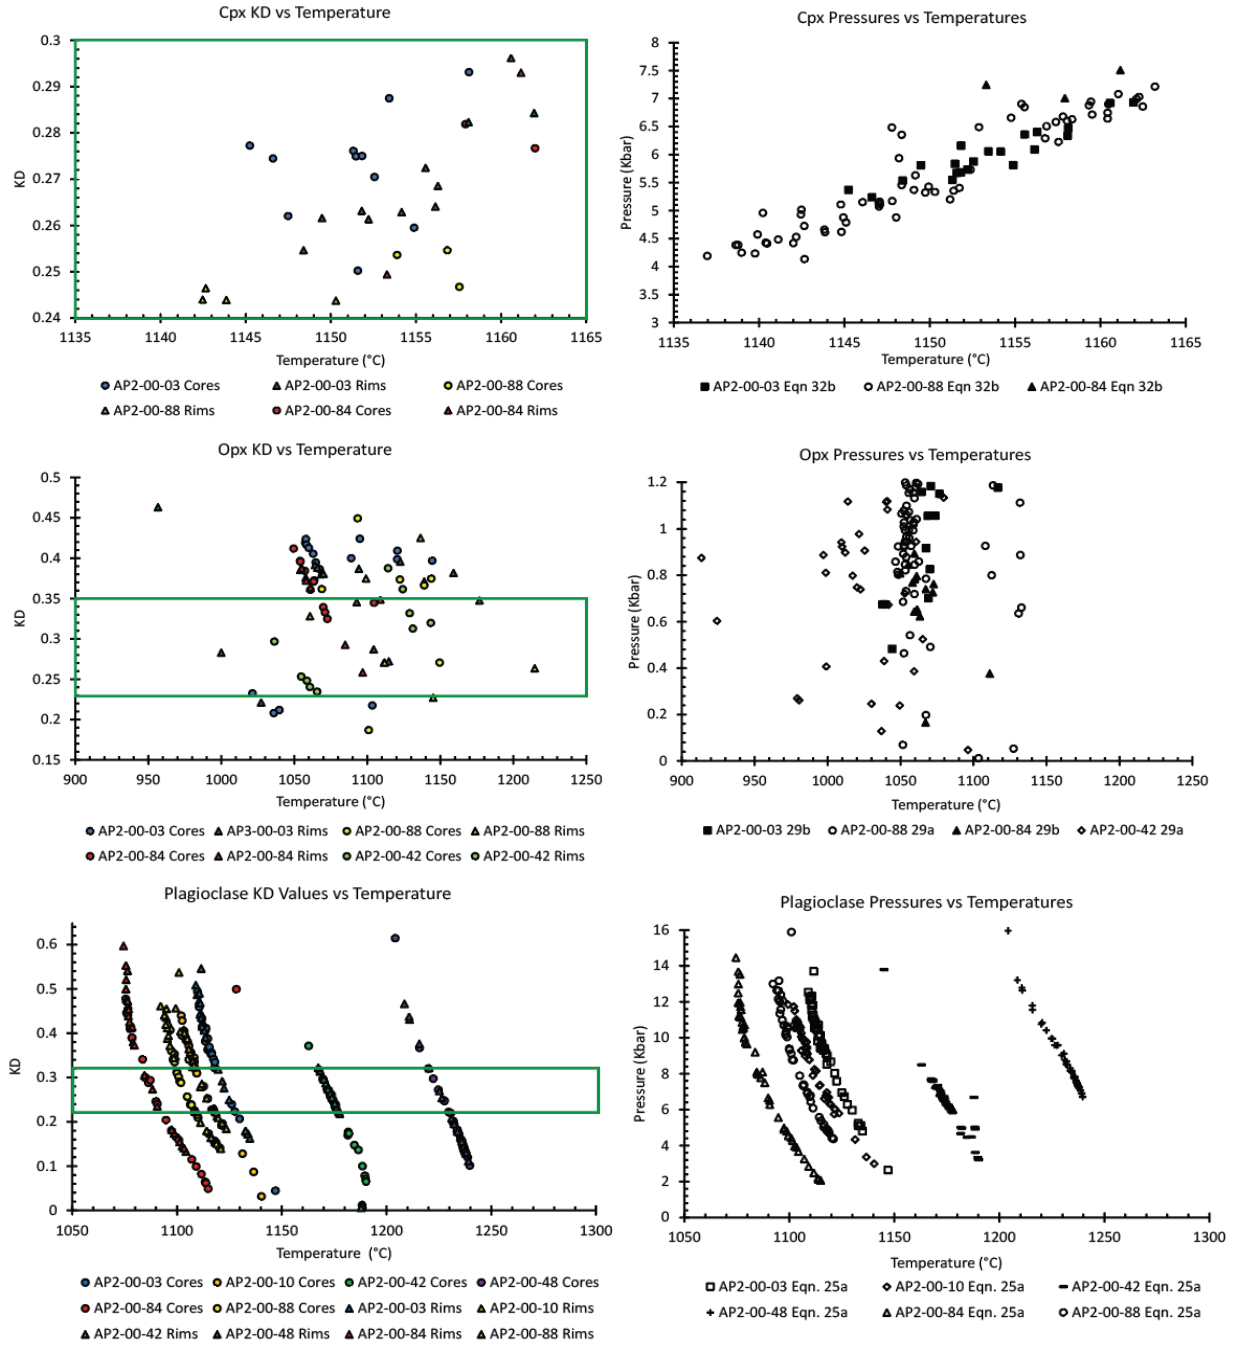 Cpx KD vs Temperature
0.3
0.29
0.28
0.27
0.26
0.25
0.24
KD
1135 1140 1145 1150 1155 1160 1165
Temperature (°C)
AP2-00-03 Cores AP2-00-03 Rims AP2-00-88 Cores
AP2-00-88 Rims AP2-00-84 Cores AP2-00-84 Rims
Cpx Pressures vs Temperatures
8
7.5
7
6.5
6
5.5
5
4.5
4
3.5
3
Pressure (Kbar)
1135 1140 1145 1150 1155 1160 1165
Temperature (°C)
AP2-00-03 Eqn 32b AP2-00-88 Eqn 32b AP2-00-84 Eqn 32b
Opx KD vs Temperature
0.5
0.45
0.4
0.35
0.3
0.25
0.2
0.15
KD
900 950 1000 1050 1100 1150 1200 1250
Temperature (°C)
AP2-00-03 Cores AP3-00-03 Rims AP2-00-88 Cores AP2-00-88 Rims
AP2-00-84 Cores AP2-00-84 Rims AP2-00-42 Cores AP2-00-42 Rims
Opx Pressures vs Temperatures
1.2
1
0.8
0.6
0.4
0.2
0
Pressure (Kbar)
900 950 1000 1050 1100 1150 1200 1250
Temperature (°C)
AP2-00-03 29b AP2-00-88 29a AP2-00-84 29b AP2-00-42 29a
Plagioclase KD Values vs Temperature
0.6
0.5
0.4
0.3
0.2
0.1
0
KD
1050 1100 1150 1200 1250 1300
Temperature (°C)
AP2-00-03 Cores AP2-00-10 Cores AP2-00-42 Cores AP2-00-48 Cores
AP2-00-84 Cores AP2-00-88 Cores AP2-00-03 Rims AP2-00-10 Rims
AP2-00-42 Rims AP2-00-48 Rims AP2-00-84 Rims AP2-00-88 Rims
Plagioclase Pressures vs Temperatures
16
14
12
10
8
6
4
2
0
Pressure (Kbar)
1050 1100 1150 1200 1250 1300
Temperature (°C)
AP2-00-03 Eqn. 25a AP2-00-10 Eqn. 25a AP2-00-42 Eqn. 25a
AP2-00-48 Eqn. 25a AP2-00-84 Eqn. 25a AP2-00-88 Eqn. 25a